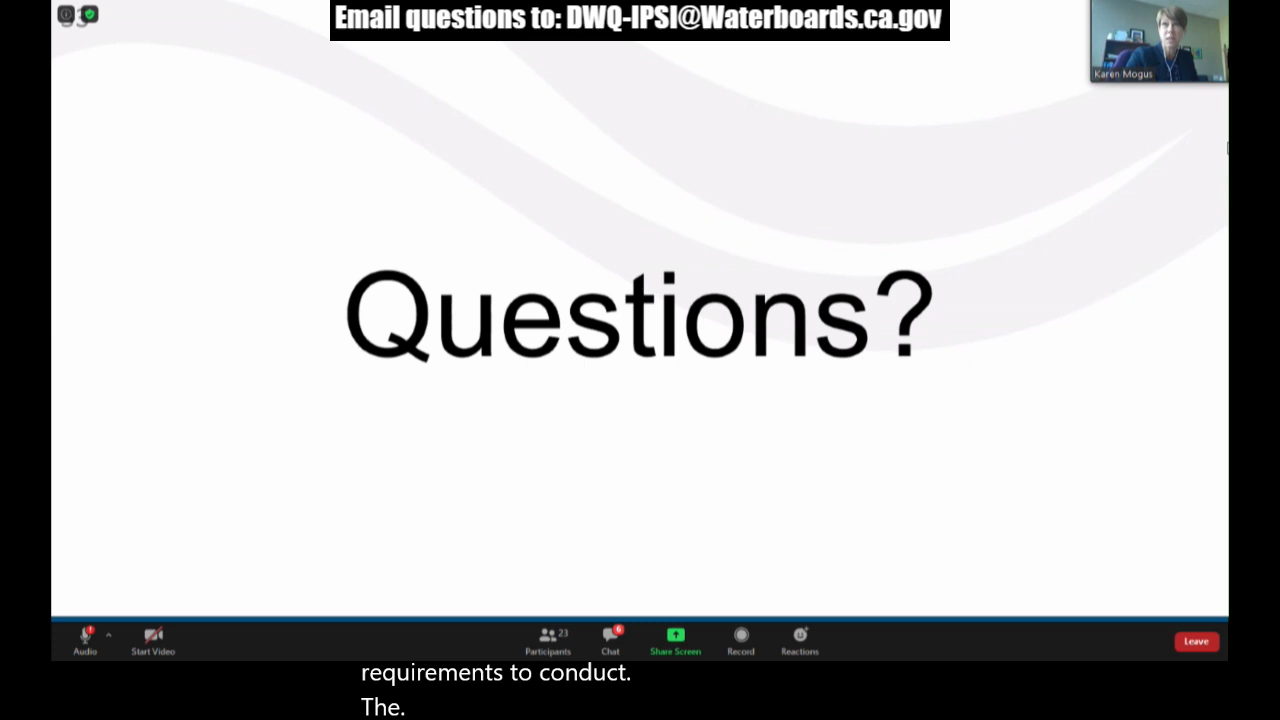 Email questions to: DWQ-IPSI@Waterboards.ca.gov
Karen Mogus
Questions?
Audio
Start Video
23
Participants
6
Chat
Share Screen
Record
Reactions
Leave
requirements to conduct.
The.